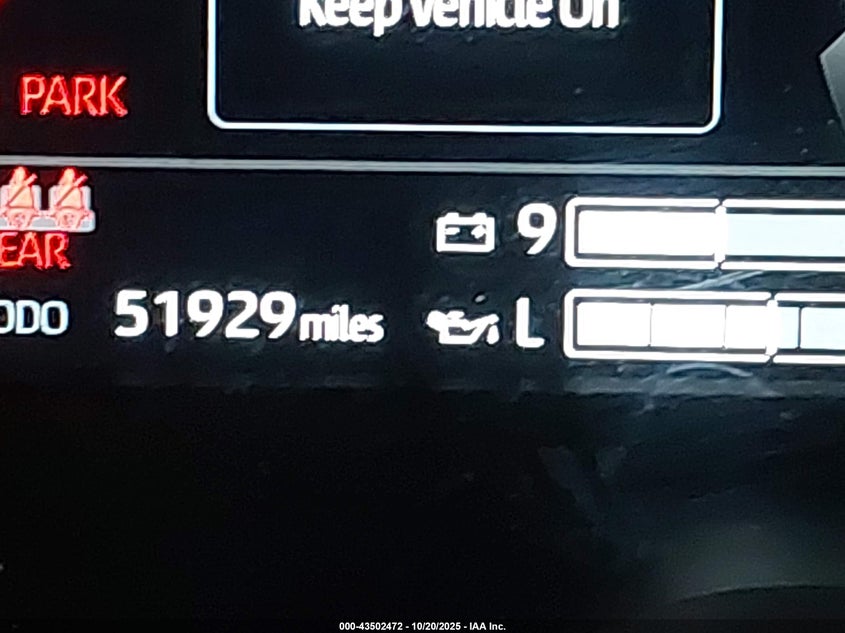 Keep Vehicle On
PARK
9
EAR
ODO 51929 miles
L
000-43502472 - 10/20/2025 - IAA Inc.